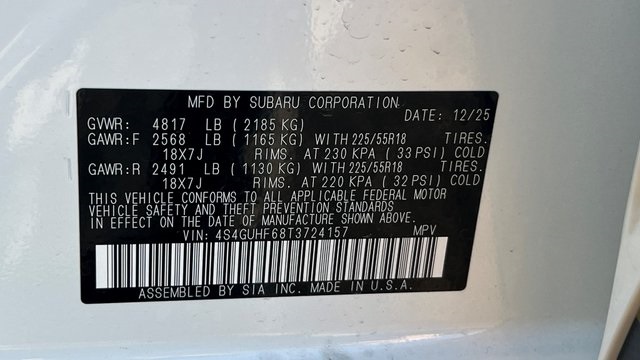 MFD BY SUBARU CORPORATION
DATE: 12/25
GVWR: 4817 LB (2185 KG)
GAWR:F 2568 LB (1165 KG) WITH 225/55R18 TIRES.
18X7J RIMS. AT 230 KPA (33 PSI) COLD
GAWR:R 2491 LB (1130 KG) WITH 225/55R18 TIRES.
18X7J RIMS. AT 220 KPA (32 PSI) COLD
THIS VEHICLE CONFORMS TO ALL APPLICABLE FEDERAL MOTOR
VEHICLE SAFETY AND THEFT PREVENTION STANDARDS
IN EFFECT ON THE DATE OF MANUFACTURE SHOWN ABOVE.
VIN: 4S4GUHF68T3724157 MPV
ASSEMBLED BY SIA INC. MADE IN U.S.A.